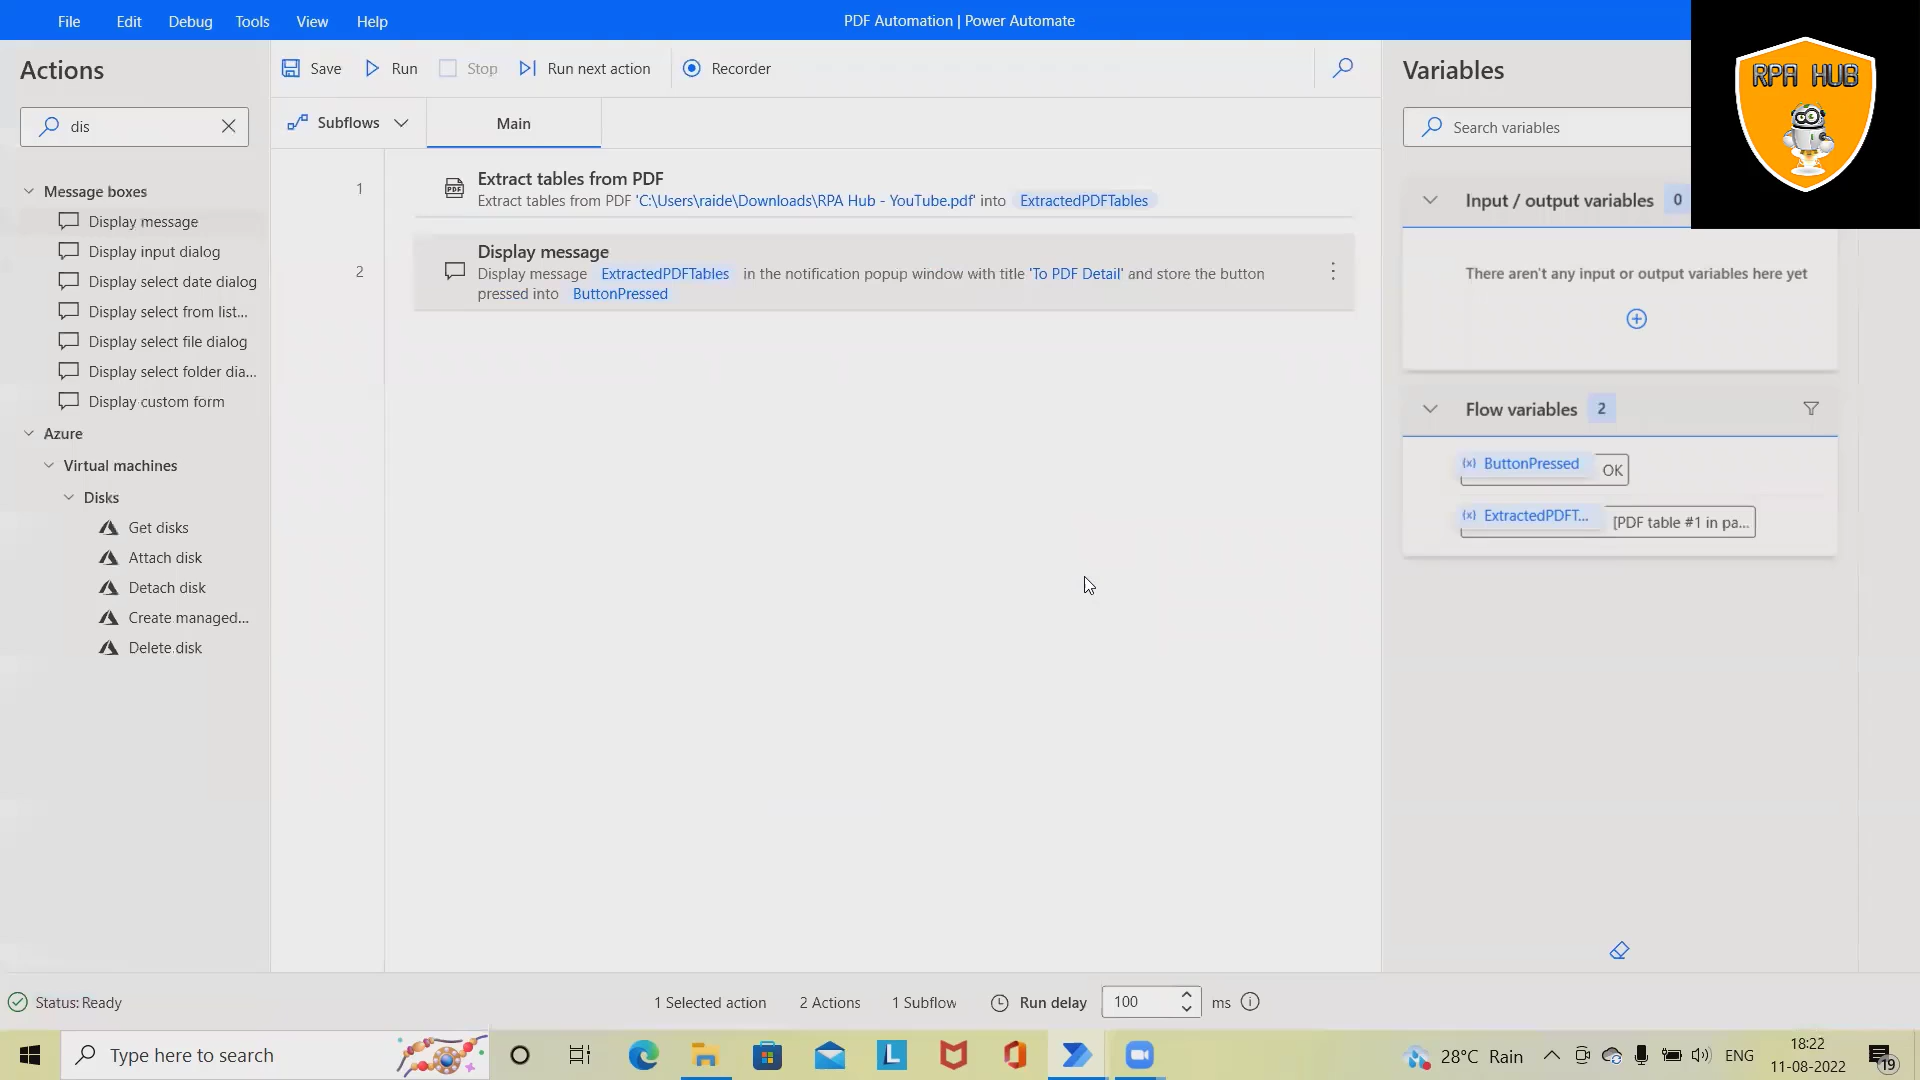 File Edit Debug Tools View Help
PDF Automation | Power Automate
RPA HUB
Actions
Save Run Stop Run next action Recorder
Variables
dis
Subflows
Main
Search variables
Message boxes
Display message
Display input dialog
Display select date dialog
Display select from list...
Display select file dialog
Display select folder dia...
Display custom form
Azure
Virtual machines
Disks
Get disks
Attach disk
Detach disk
Create managed...
Delete disk
1
Extract tables from PDF
Extract tables from PDF 'C:\Users\raide\Downloads\RPA Hub - YouTube.pdf' into ExtractedPDFTables
2
Display message
Display message ExtractedPDFTables in the notification popup window with title 'To PDF Detail' and store the button
pressed into ButtonPressed
Input / output variables 0
There aren't any input or output variables here yet
Flow variables 2
ButtonPressed OK
(x) ExtractedPDFT... [PDF table #1 in pa...
Status: Ready
1 Selected action 2 Actions 1 Subflow Run delay 100 ms
Type here to search
28°C Rain
ENG
18:22
11-08-2022
19